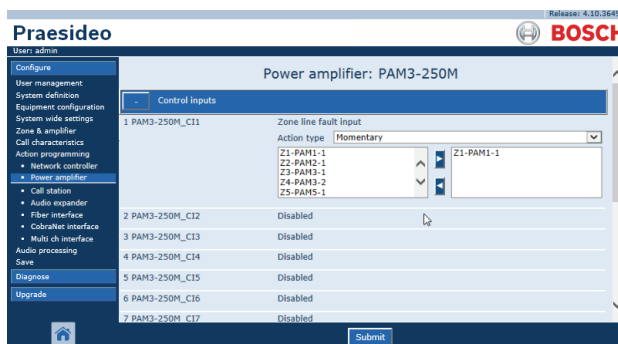 Release: 4.10.3649
Praesideo
BOSCH
User: admin
Configure
User management
System definition
Equipment configuration
System wide settings
Zone & amplifier
Call characteristics
Action programming
• Network controller
• Power amplifier
• Call station
• Audio expander
• Fiber interface
• CobraNet interface
• Multi ch interface
Audio processing
Save
Diagnose
Upgrade
Power amplifier: PAM3-250M
- Control inputs
1 PAM3-250M_CI1 Zone line fault input
Action type Momentary
Z1-PAM1-1 Z1-PAM1-1
Z2-PAM2-1
Z3-PAM3-1
Z4-PAM3-2
Z5-PAM5-1
2 PAM3-250M_CI2 Disabled
3 PAM3-250M_CI3 Disabled
4 PAM3-250M_CI4 Disabled
5 PAM3-250M_CI5 Disabled
6 PAM3-250M_CI6 Disabled
7 PAM3-250M_CI7 Disabled
Submit